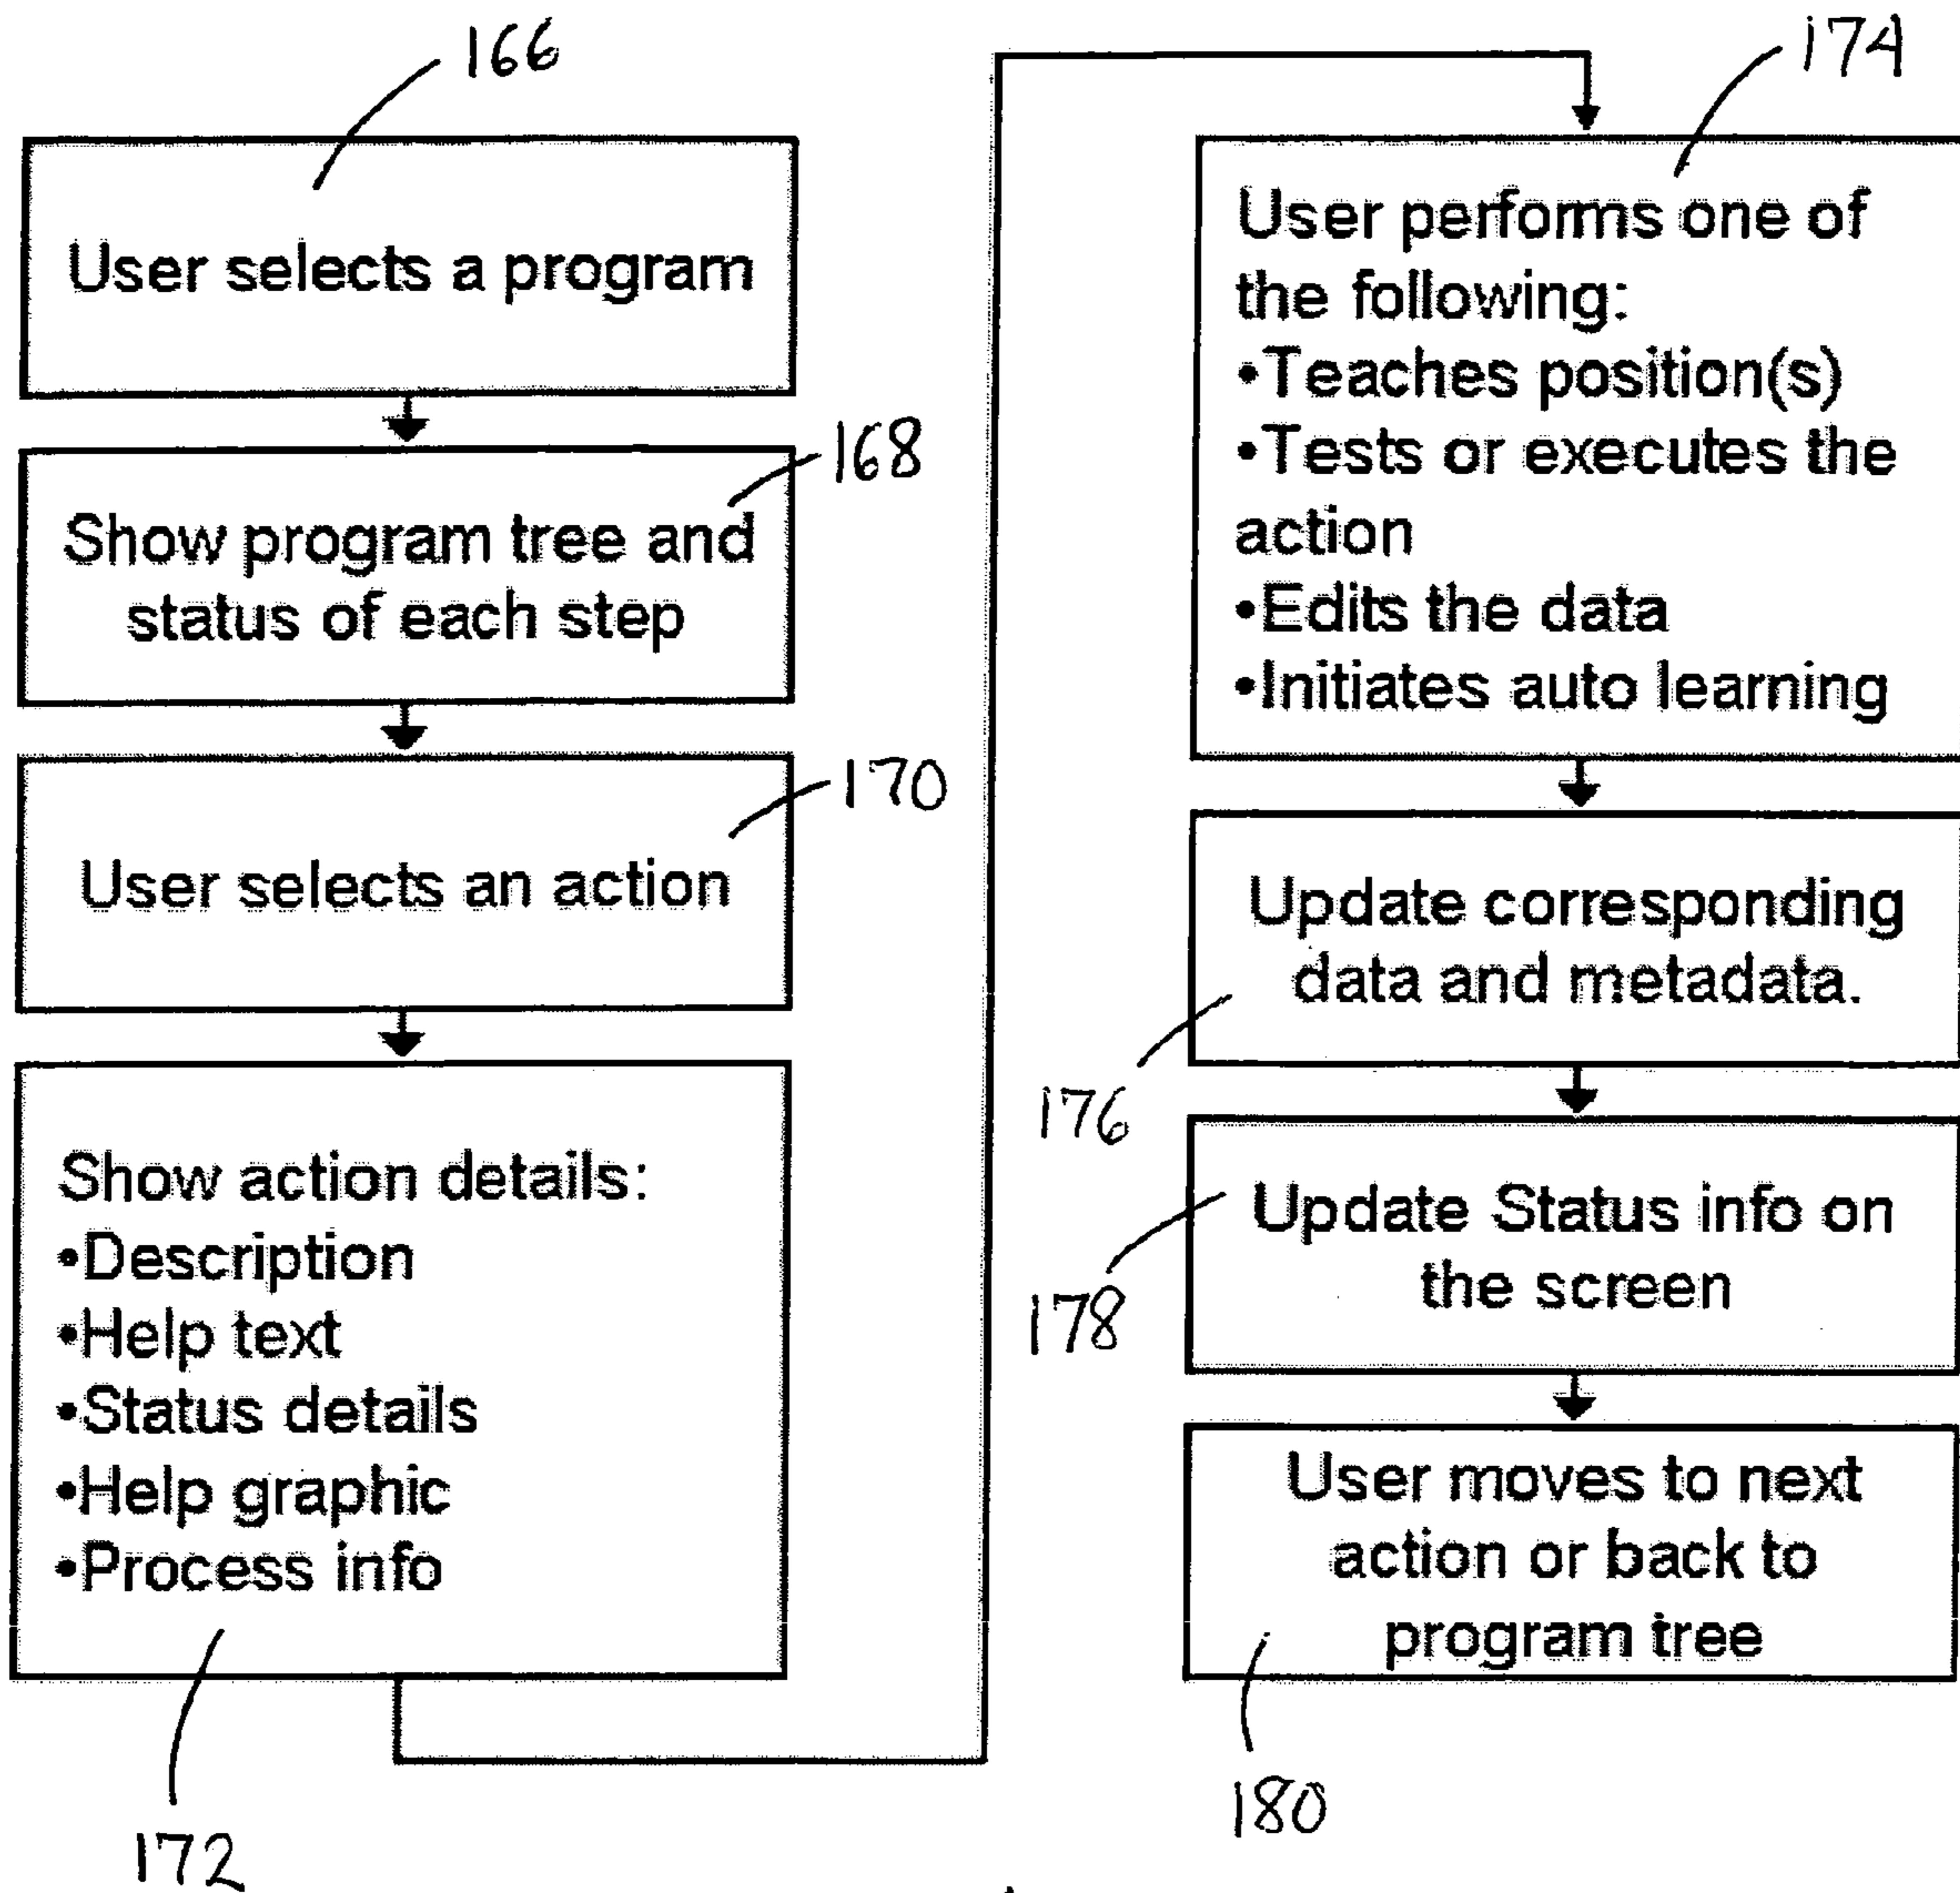 166
User selects a program
168
Show program tree and
status of each step
170
User selects an action
Show action details:
•Description
•Help text
•Status details
•Help graphic
•Process info
172
174
User performs one of
the following:
•Teaches position(s)
•Tests or executes the
action
•Edits the data
•Initiates auto learning
Update corresponding
data and metadata.
176
Update Status info on
the screen
178
User moves to next
action or back to
program tree
180